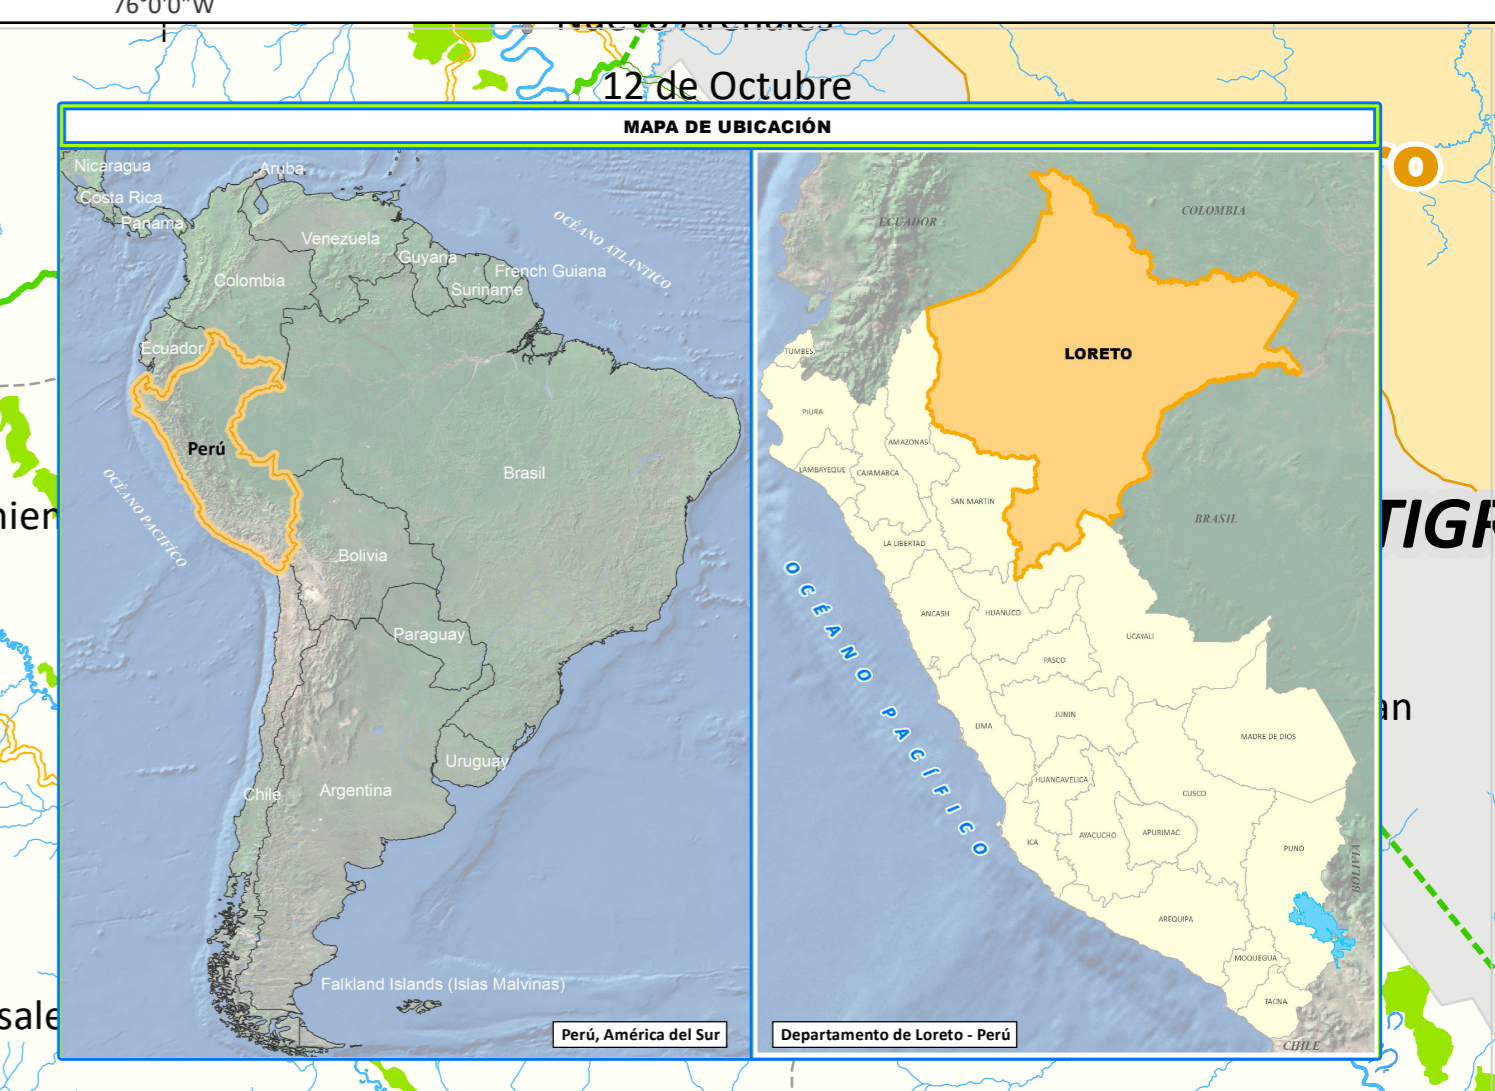 76°0'0"W
Nuevo Arenales
12 de Octubre
MAPA DE UBICACIÓN
Nicaragua
Aruba
Costa Rica
Panama
OCÉANO ATLANTICO
Venezuela
Guyana
French Guiana
Colombia
Suriname
Ecuador
Perú
Brasil
OCÉANO PACIFICO
Bolivia
Paraguay
Uruguay
Chile
Argentina
Falkland Islands (Islas Malvinas)
Perú, América del Sur
ECUADOR
COLOMBIA
TUMBES
LORETO
PIURA
AMAZONAS
LAMBAYEQUE
CAJAMARCA
SAN MARTIN
BRASIL
LA LIBERTAD
OCÉANO PACÍFICO
ANCASH
HUANUCO
UCAYALI
PASCO
JUNIN
LIMA
MADRE DE DIOS
HUANCAVELICA
CUSCO
AYACUCHO
APURIMAC
ICA
PUNO
BOLIVIA
AREQUIPA
MOQUEGUA
TACNA
CHILE
Departamento de Loreto - Perú
o
TIGR
an
sale